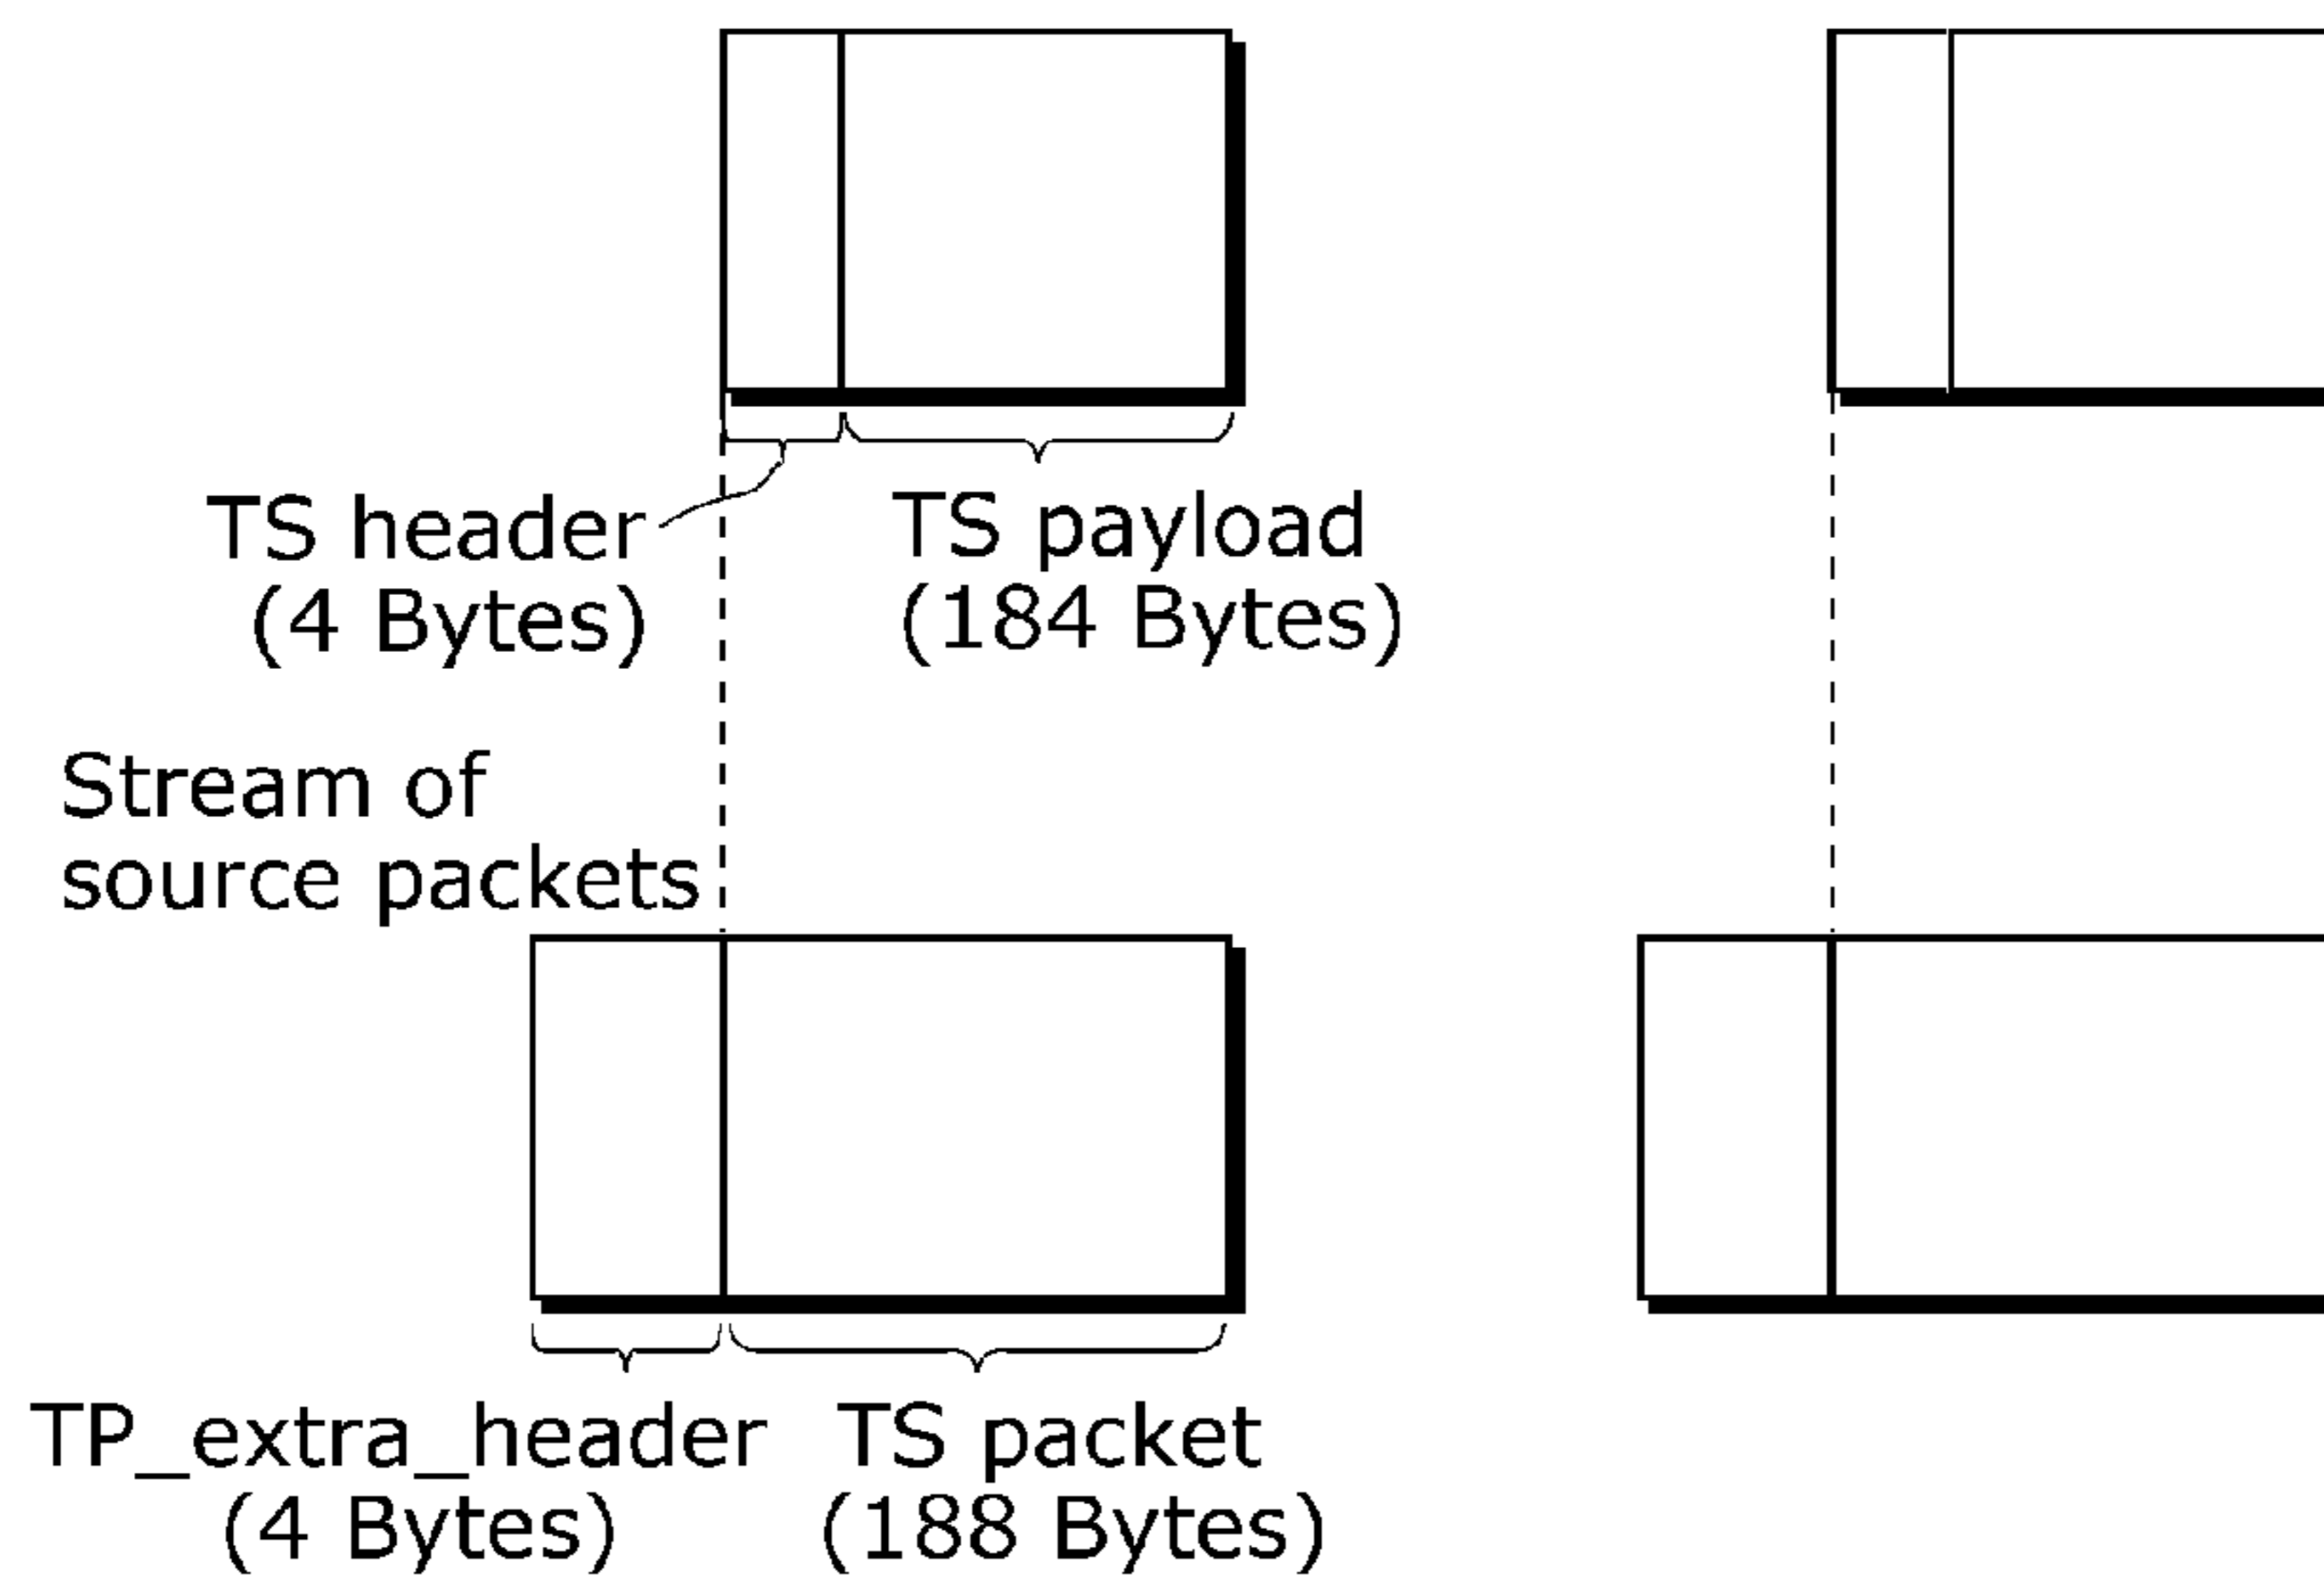 TS header
(4 Bytes)
TS payload
(184 Bytes)
Stream of
source packets
TP_extra_header
(4 Bytes)
TS packet
(188 Bytes)